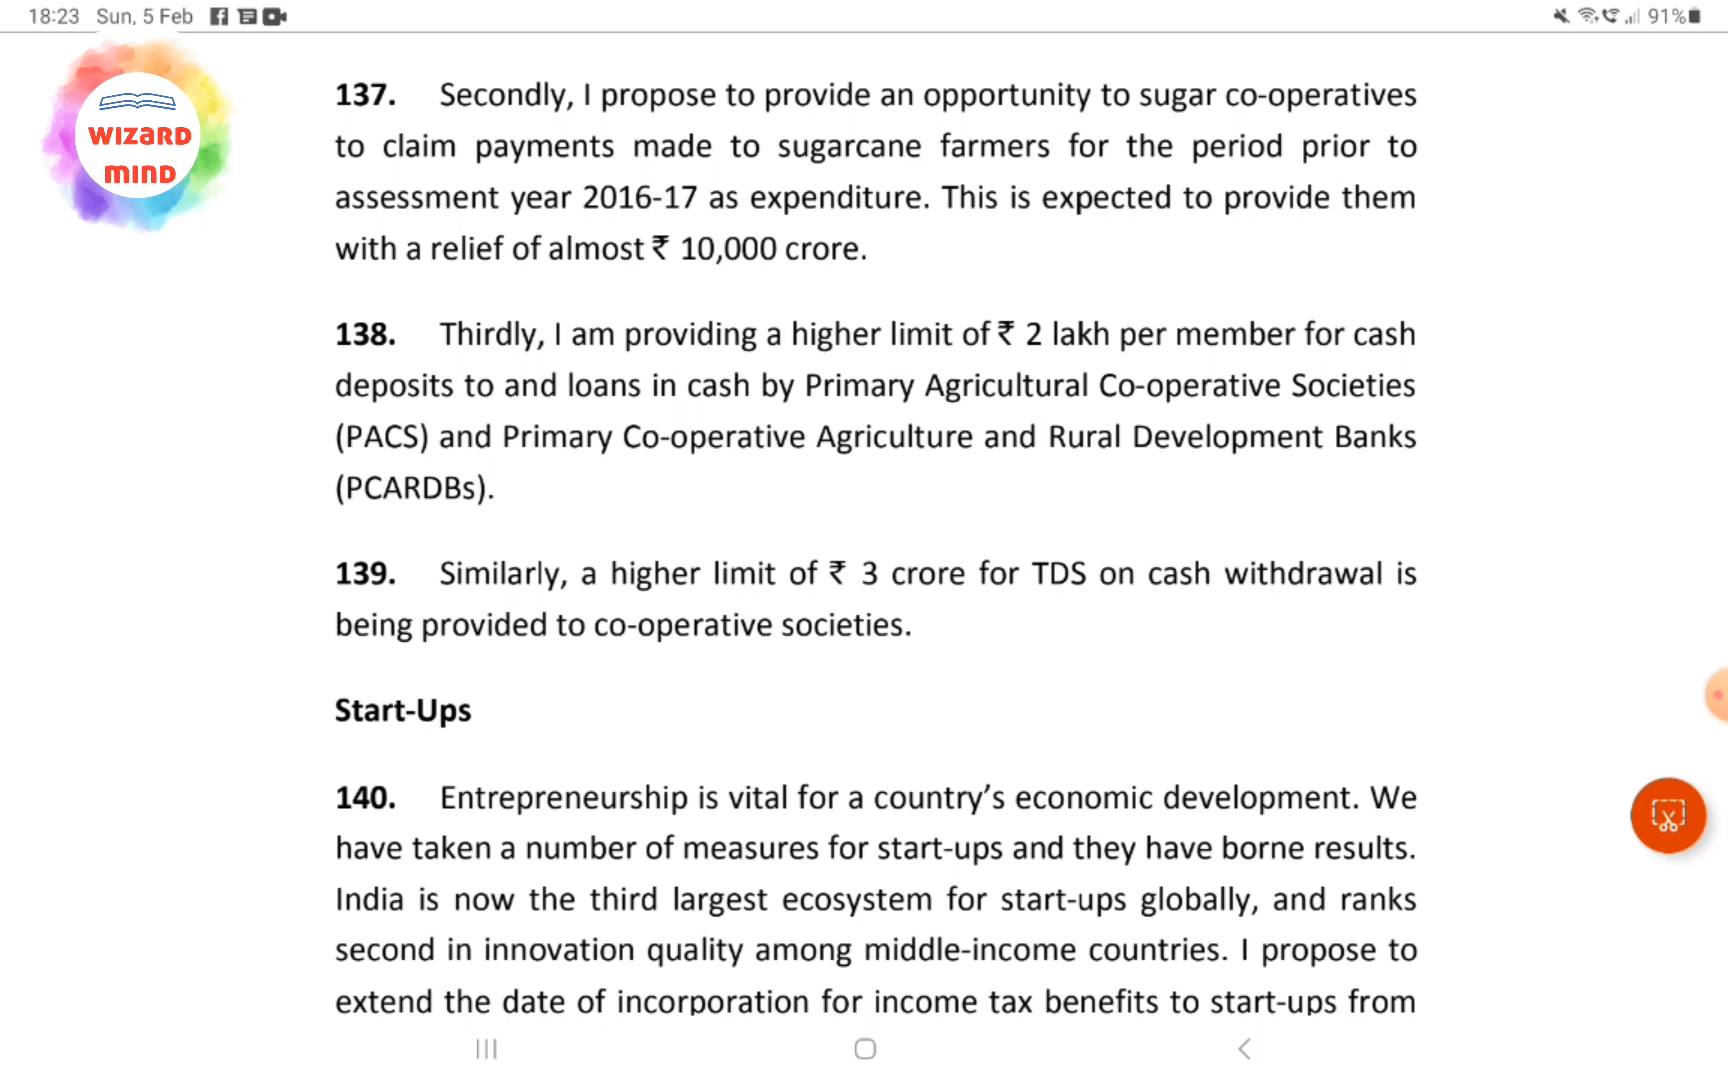 18:23 Sun, 5 Feb
91%
WIZARD
MIND
137. Secondly, I propose to provide an opportunity to sugar co-operatives
to claim payments made to sugarcane farmers for the period prior to
assessment year 2016-17 as expenditure. This is expected to provide them
with a relief of almost ₹ 10,000 crore.
138. Thirdly, I am providing a higher limit of ₹ 2 lakh per member for cash
deposits to and loans in cash by Primary Agricultural Co-operative Societies
(PACS) and Primary Co-operative Agriculture and Rural Development Banks
(PCARDBs).
139. Similarly, a higher limit of ₹ 3 crore for TDS on cash withdrawal is
being provided to co-operative societies.
Start-Ups
140. Entrepreneurship is vital for a country’s economic development. We
have taken a number of measures for start-ups and they have borne results.
India is now the third largest ecosystem for start-ups globally, and ranks
second in innovation quality among middle-income countries. I propose to
extend the date of incorporation for income tax benefits to start-ups from